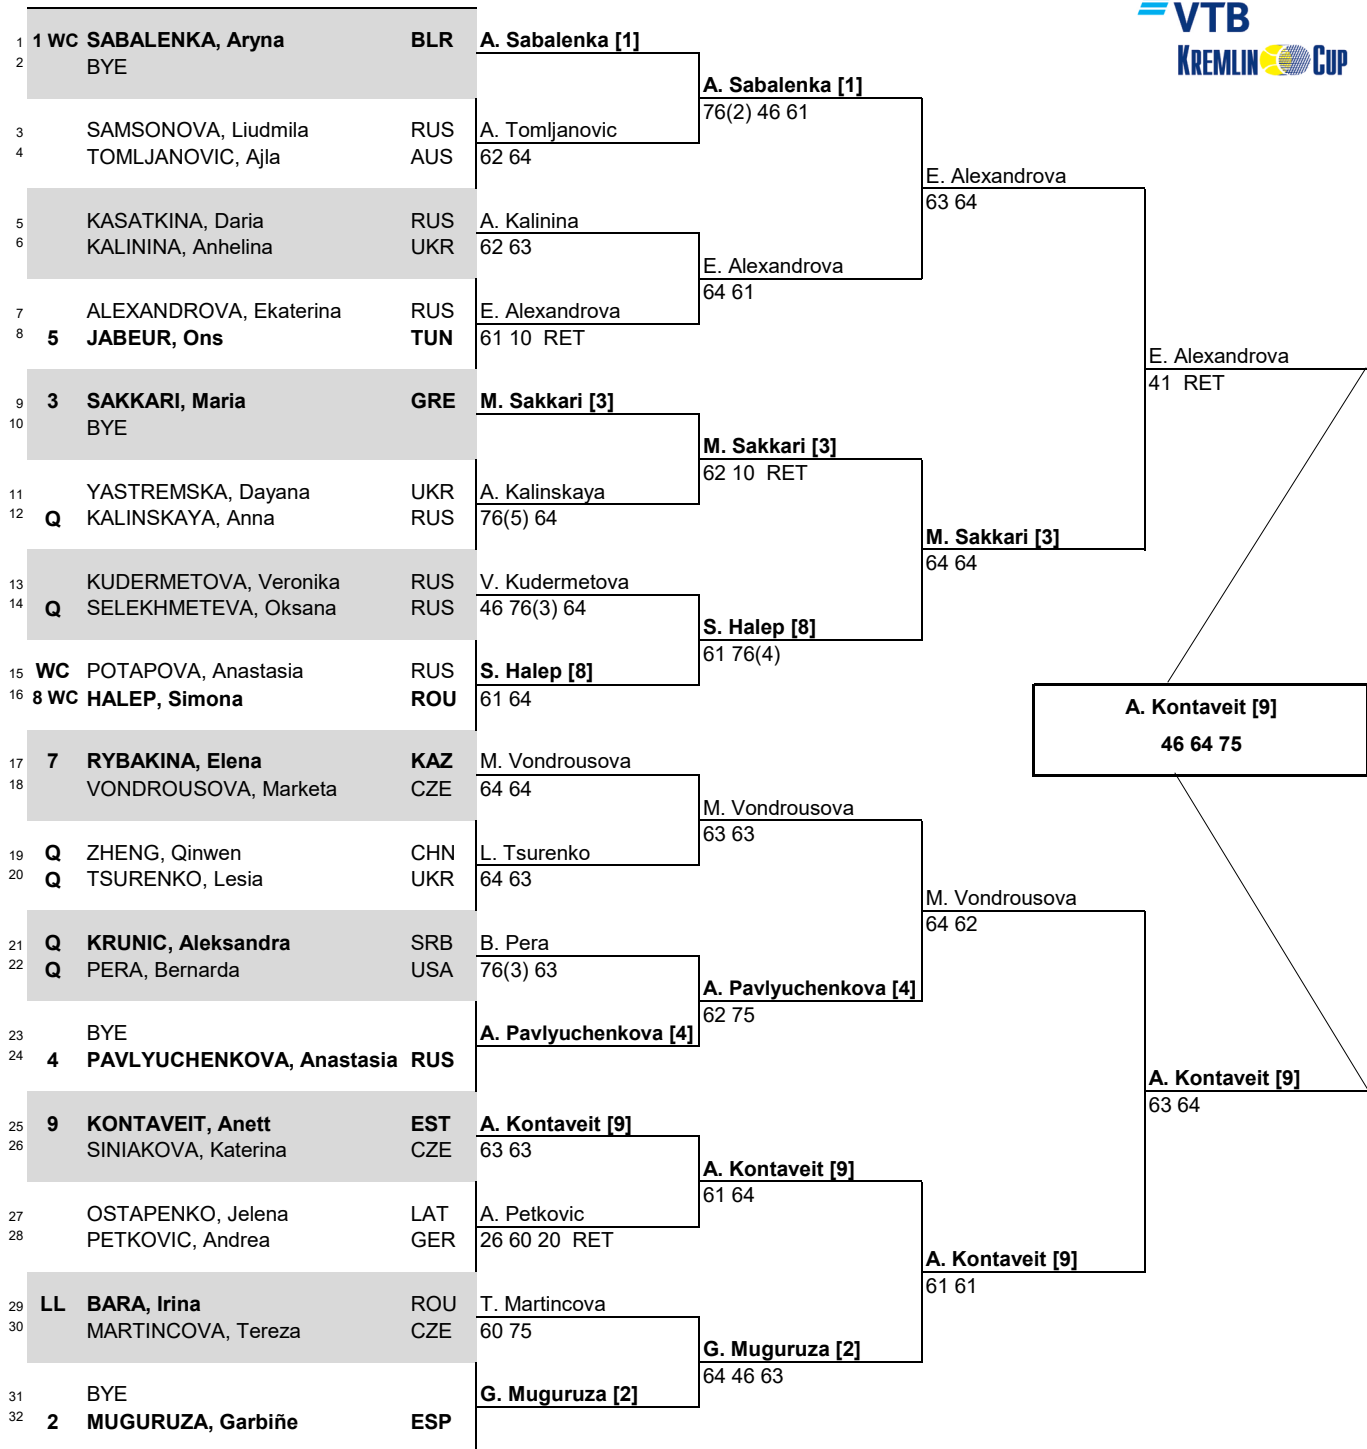 VTB
KREMLIN CUP
1 1 WC SABALENKA, Aryna BLR
2 BYE
3 SAMSONOVA, Liudmila RUS
4 TOMLJANOVIC, Ajla AUS
5 KASATKINA, Daria RUS
6 KALININA, Anhelina UKR
7 ALEXANDROVA, Ekaterina RUS
8 5 JABEUR, Ons TUN
9 3 SAKKARI, Maria GRE
10 BYE
11 YASTREMSKA, Dayana UKR
12 Q KALINSKAYA, Anna RUS
13 KUDERMETOVA, Veronika RUS
14 Q SELEKHMETEVA, Oksana RUS
15 WC POTAPOVA, Anastasia RUS
16 8 WC HALEP, Simona ROU
17 7 RYBAKINA, Elena KAZ
18 VONDROUSOVA, Marketa CZE
19 Q ZHENG, Qinwen CHN
20 Q TSURENKO, Lesia UKR
21 Q KRUNIC, Aleksandra SRB
22 Q PERA, Bernarda USA
23 BYE
24 4 PAVLYUCHENKOVA, Anastasia RUS
25 9 KONTAVEIT, Anett EST
26 SINIAKOVA, Katerina CZE
27 OSTAPENKO, Jelena LAT
28 PETKOVIC, Andrea GER
29 LL BARA, Irina ROU
30 MARTINCOVA, Tereza CZE
31 BYE
32 2 MUGURUZA, Garbiñe ESP
A. Sabalenka [1]
A. Tomljanovic
62 64
A. Kalinina
62 63
E. Alexandrova
61 10 RET
M. Sakkari [3]
A. Kalinskaya
76(5) 64
V. Kudermetova
46 76(3) 64
S. Halep [8]
61 64
M. Vondrousova
64 64
L. Tsurenko
64 63
B. Pera
76(3) 63
A. Pavlyuchenkova [4]
A. Kontaveit [9]
63 63
A. Petkovic
26 60 20 RET
T. Martincova
60 75
G. Muguruza [2]
A. Sabalenka [1]
76(2) 46 61
E. Alexandrova
64 61
M. Sakkari [3]
62 10 RET
S. Halep [8]
61 76(4)
M. Vondrousova
63 63
A. Pavlyuchenkova [4]
62 75
A. Kontaveit [9]
61 64
G. Muguruza [2]
64 46 63
E. Alexandrova
63 64
M. Sakkari [3]
64 64
M. Vondrousova
64 62
A. Kontaveit [9]
61 61
E. Alexandrova
41 RET
A. Kontaveit [9]
63 64
A. Kontaveit [9]
46 64 75